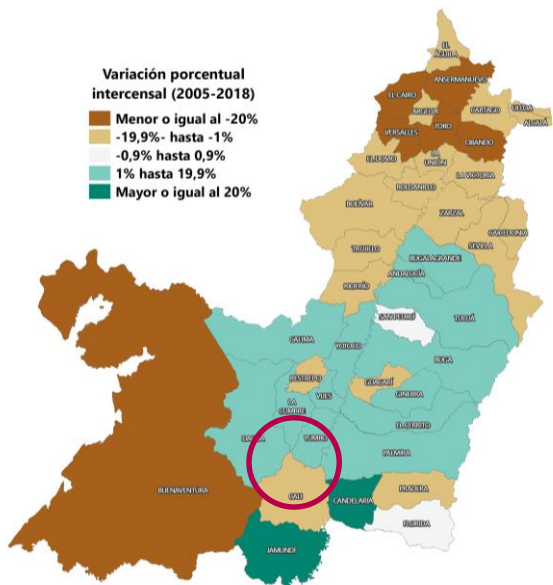 Variación porcentual
intercensal (2005-2018)
Menor o igual al -20%
-19,9%- hasta -1%
-0,9% hasta 0,9%
1% hasta 19,9%
Mayor o igual al 20%
EL
ÁGUILA
ANSERMANUEVO
EL CAIRO
ARGELIA
CARTAGO
ULLOA
ALCALÁ
TORO
VERSALLES
OBANDO
EL DOVIO
LA
UNIÓN
LA VICTORIA
ROLDANILLO
BOLÍVAR
ZARZAL
CAICEDONIA
SEVILLA
TRUJILLO
BUGALAGRANDE
ANDALUCÍA
RIOFRÍO
SAN PEDRO
TULUÁ
CALIMA
YOTOCO
BUGA
RESTREPO
GUACARÍ
VIJES
GINEBRA
LA
CUMBRE
EL CERRITO
DAGUA
YUMBO
PALMIRA
BUENAVENTURA
CALI
CANDELARIA
PRADERA
FLORIDA
JAMUNDÍ